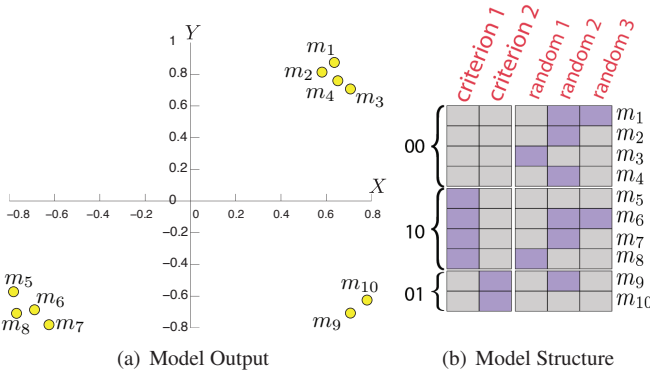 Y
1
0.8
0.6
0.4
0.2
0
−0.2
−0.4
−0.6
−0.8
−0.8 −0.6 −0.4 −0.2 0 0.2 0.4 0.6 0.8
X
m1
m2
m4
m3
m5
m6
m8 m7
m10
m9
(a) Model Output
criterion 1
criterion 2
random 1
random 2
random 3
00
10
01
m1
m2
m3
m4
m5
m6
m7
m8
m9
m10
(b) Model Structure